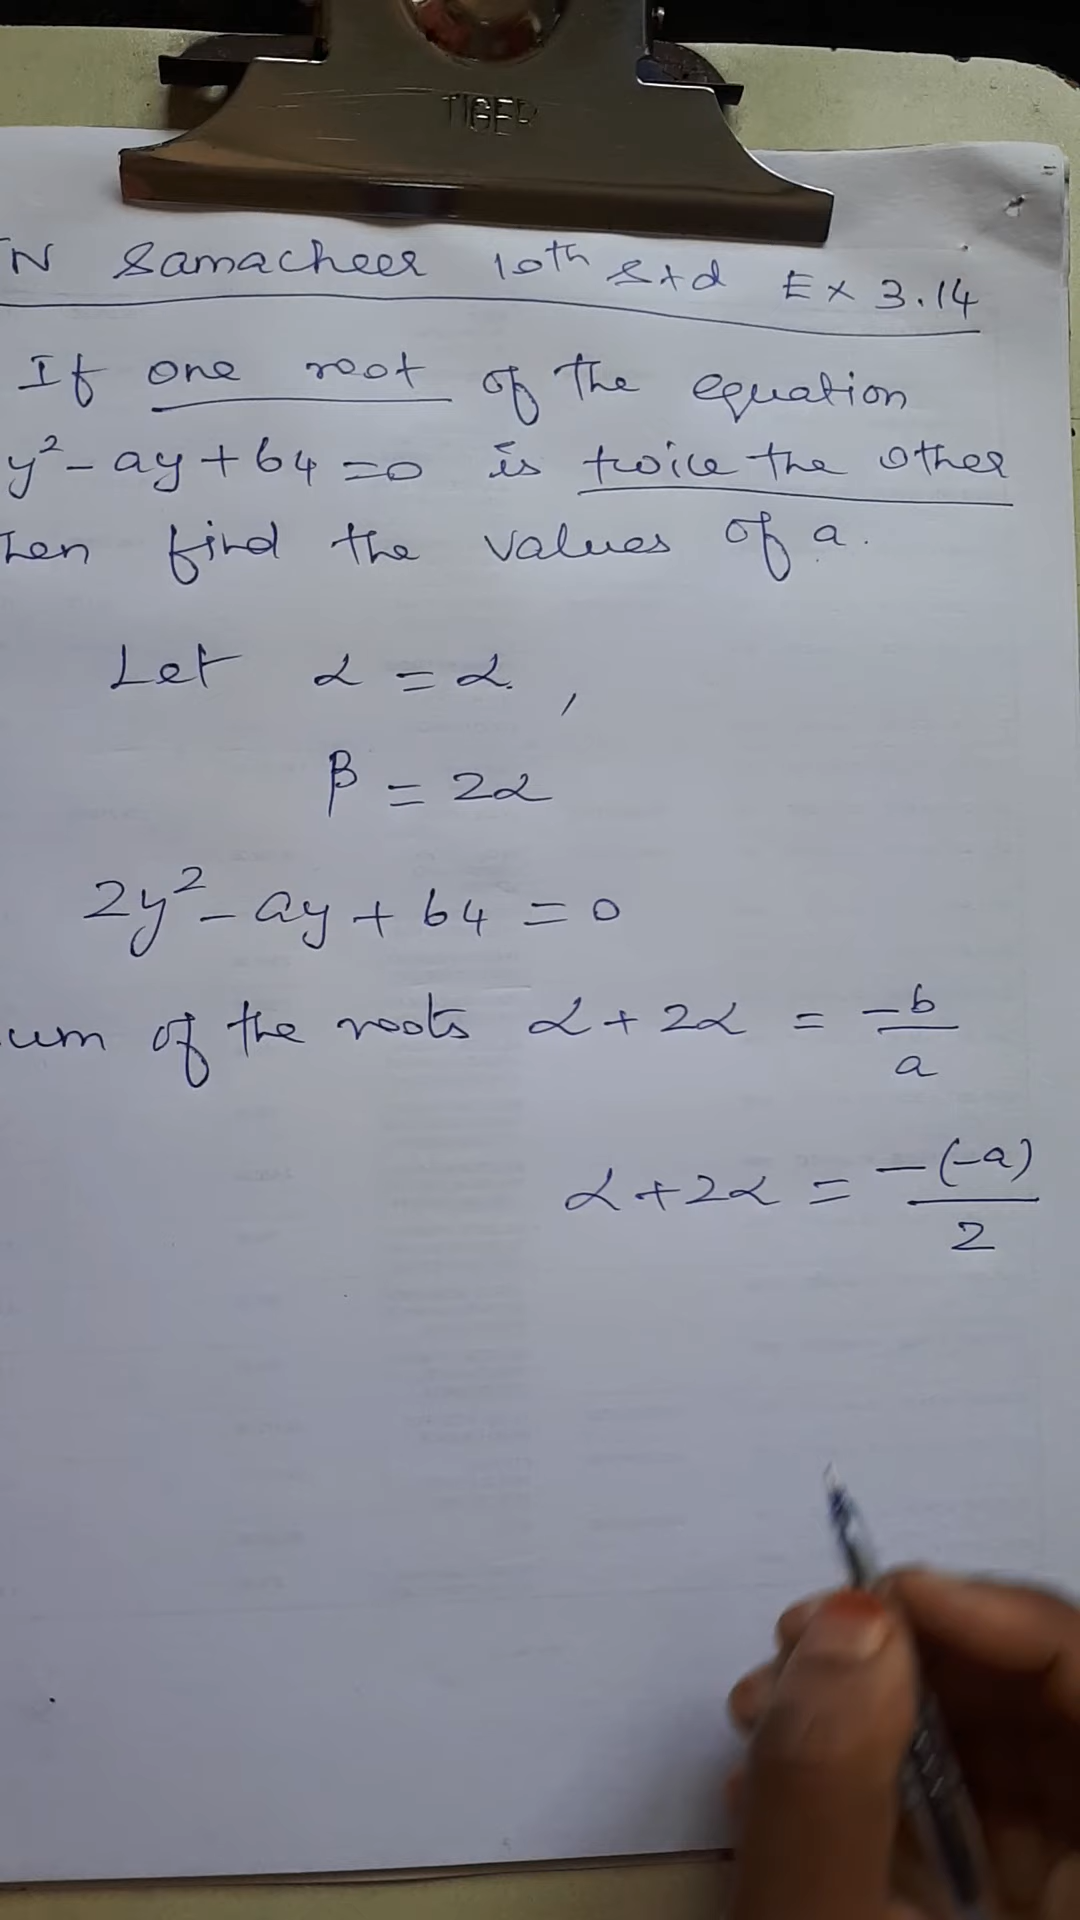 TIGER
TN Samacheer 10th Std Ex 3.14
If one root of the equation
y²-ay+64=0 is twice the other
then find the values of a.
Let α = α,
β = 2α
2y²-ay+64=0
um of the roots α+2α = -b/a
α+2α = -(-a)/2